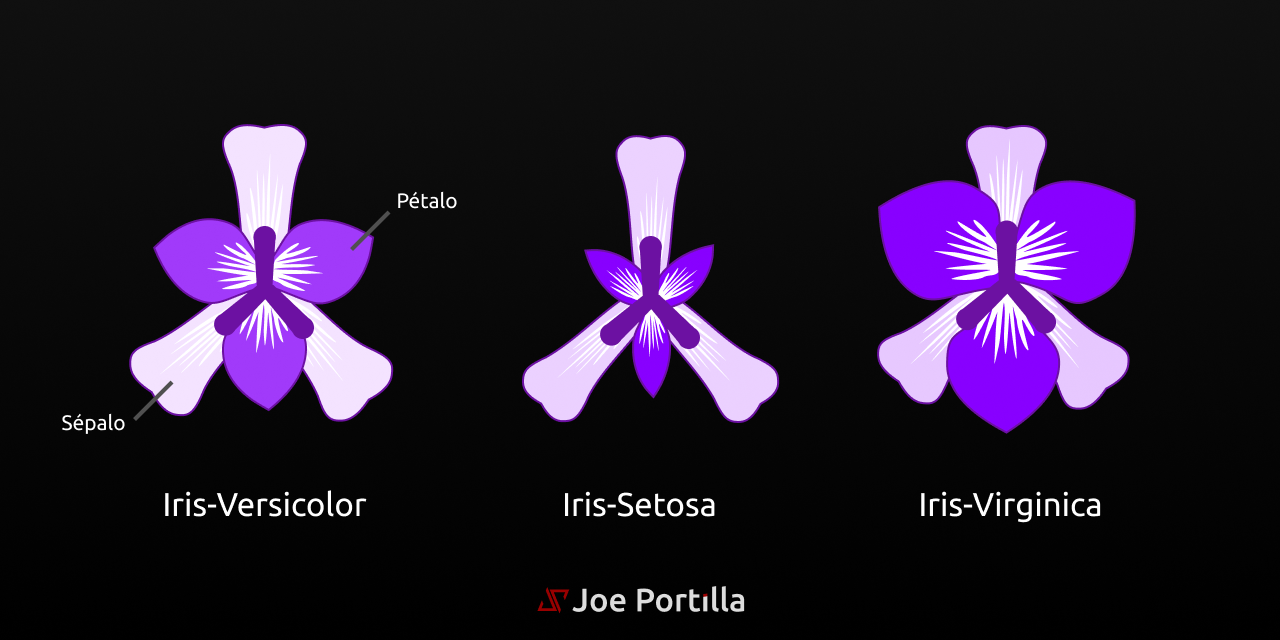 Pétalo
Sépalo
Iris-Versicolor
Iris-Setosa
Iris-Virginica
Joe Portilla